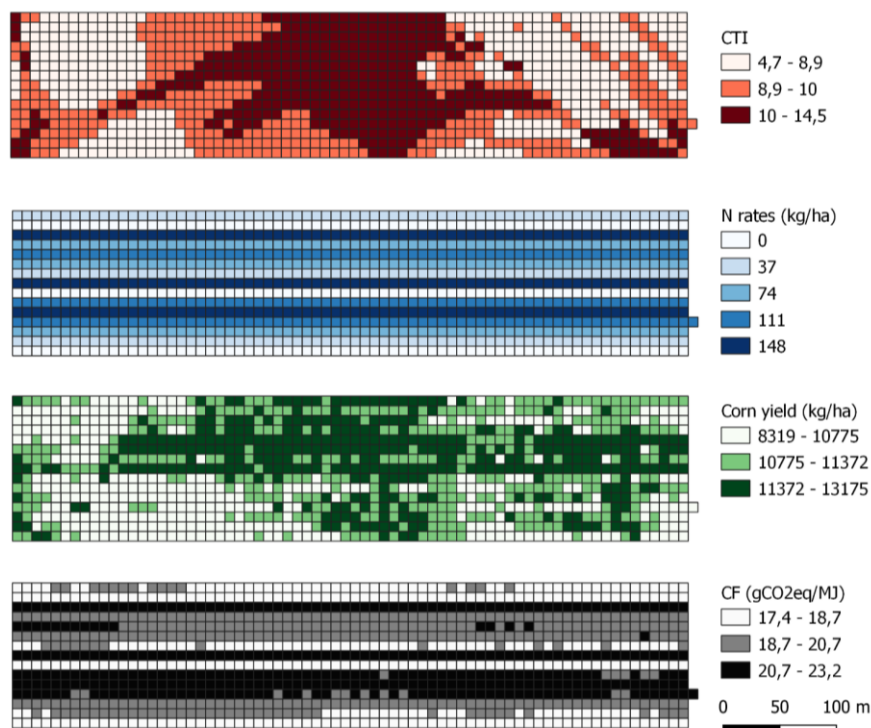 CTI
4,7 - 8,9
8,9 - 10
10 - 14,5
N rates (kg/ha)
0
37
74
111
148
Corn yield (kg/ha)
8319 - 10775
10775 - 11372
11372 - 13175
CF (gCO2eq/MJ)
17,4 - 18,7
18,7 - 20,7
20,7 - 23,2
0 50 100 m